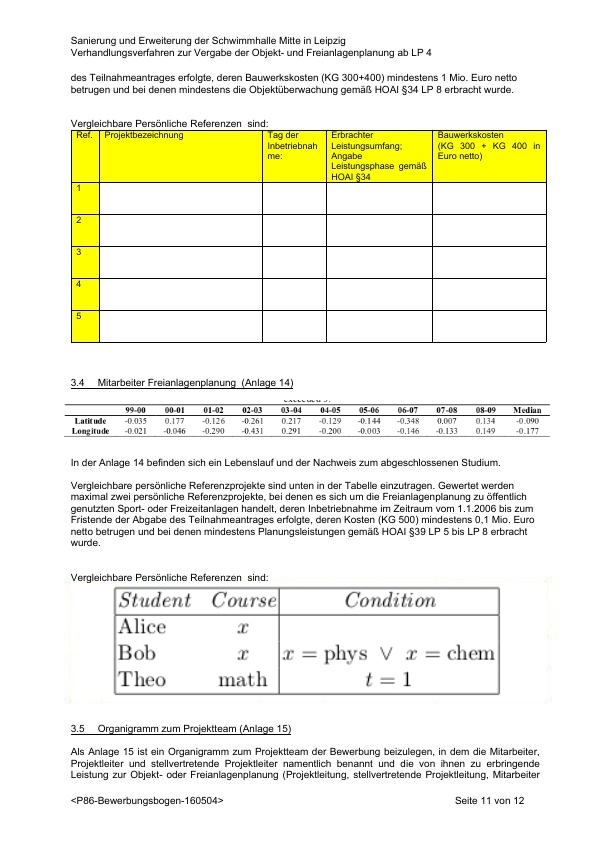 Sanierung und Erweiterung der Schwimmhalle Mitte in Leipzig
Verhandlungsverfahren zur Vergabe der Objekt- und Freianlagenplanung ab LP 4
des Teilnahmeantrages erfolgte, deren Bauwerkskosten (KG 300+400) mindestens 1 Mio. Euro netto
betrugen und bei denen mindestens die Objektüberwachung gemäß HOAI §34 LP 8 erbracht wurde.
Vergleichbare Persönliche Referenzen sind:
Ref. Projektbezeichnung Tag der Erbrachter Bauwerkskosten
Inbetriebnah Leistungsumfang; (KG 300 + KG 400 in
me: Angabe Euro netto)
Leistungsphase gemäß
HOAI §34
1
2
3
4
5
3.4 Mitarbeiter Freianlagenplanung (Anlage 14)
99-00 00-01 01-02 02-03 03-04 04-05 05-06 06-07 07-08 08-09 Median
Latitude -0.035 0.177 -0.126 -0.261 0.217 -0.129 -0.144 -0.348 0.007 0.134 -0.090
Longitude -0.021 -0.046 -0.290 -0.431 0.291 -0.200 -0.003 -0.146 -0.133 0.149 -0.177
In der Anlage 14 befinden sich ein Lebenslauf und der Nachweis zum abgeschlossenen Studium.
Vergleichbare persönliche Referenzprojekte sind unten in der Tabelle einzutragen. Gewertet werden
maximal zwei persönliche Referenzprojekte, bei denen es sich um die Freianlagenplanung zu öffentlich
genutzten Sport- oder Freizeitanlagen handelt, deren Inbetriebnahme im Zeitraum vom 1.1.2006 bis zum
Fristende der Abgabe des Teilnahmeantrages erfolgte, deren Kosten (KG 500) mindestens 0,1 Mio. Euro
netto betrugen und bei denen mindestens Planungsleistungen gemäß HOAI §39 LP 5 bis LP 8 erbracht
wurde.
Vergleichbare Persönliche Referenzen sind:
Student Course Condition
Alice x
Bob x x = phys ∨ x = chem
Theo math t = 1
3.5 Organigramm zum Projektteam (Anlage 15)
Als Anlage 15 ist ein Organigramm zum Projektteam der Bewerbung beizulegen, in dem die Mitarbeiter,
Projektleiter und stellvertretende Projektleiter namentlich benannt und die von ihnen zu erbringende
Leistung zur Objekt- oder Freianlagenplanung (Projektleitung, stellvertretende Projektleitung, Mitarbeiter
<P86-Bewerbungsbogen-160504> Seite 11 von 12